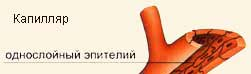 Капилляр
однослойный эпителий